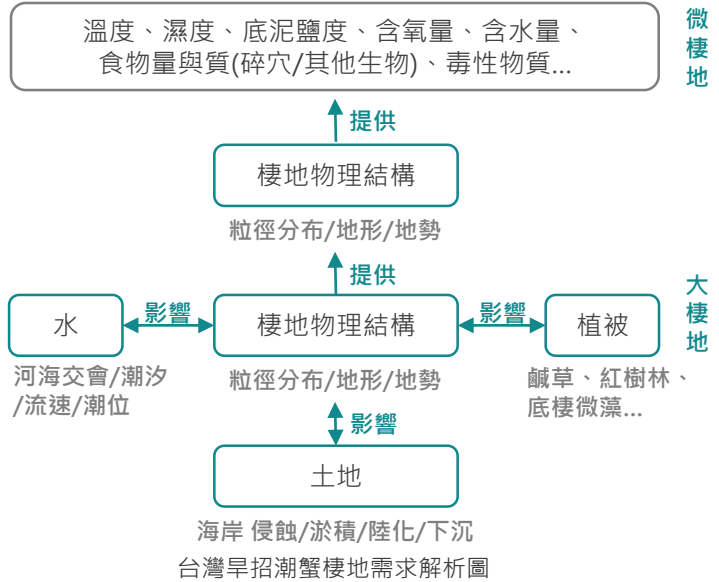 溫度、濕度、底泥鹽度、含氧量、含水量、
食物量與質(碎穴/其他生物)、毒性物質...
微棲地
提供
棲地物理結構
粒徑分布/地形/地勢
提供
大棲地
水
影響
棲地物理結構
影響
植被
河海交會/潮汐
/流速/潮位
粒徑分布/地形/地勢
鹹草、紅樹林、
底棲微藻...
影響
土地
海岸 侵蝕/淤積/陸化/下沉
台灣旱招潮蟹棲地需求解析圖